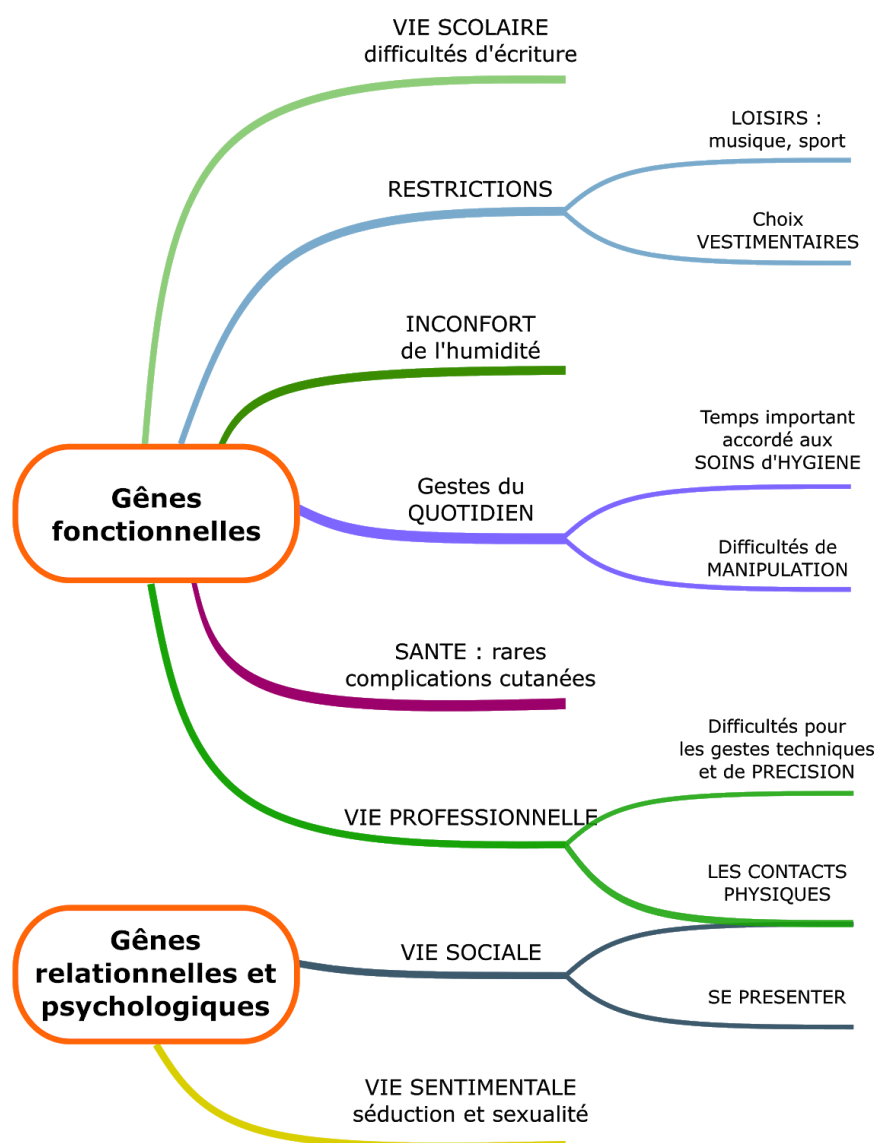 VIE SCOLAIRE
difficultés d'écriture
LOISIRS :
musique, sport
RESTRICTIONS
Choix
VESTIMENTAIRES
INCONFORT
de l'humidité
Temps important
accordé aux
SOINS d'HYGIENE
Gestes du
QUOTIDIEN
Gênes
fonctionnelles
Difficultés de
MANIPULATION
SANTE : rares
complications cutanées
Difficultés pour
les gestes techniques
et de PRECISION
VIE PROFESSIONNELLE
LES CONTACTS
PHYSIQUES
Gênes
relationnelles et
psychologiques
VIE SOCIALE
SE PRESENTER
VIE SENTIMENTALE
séduction et sexualité